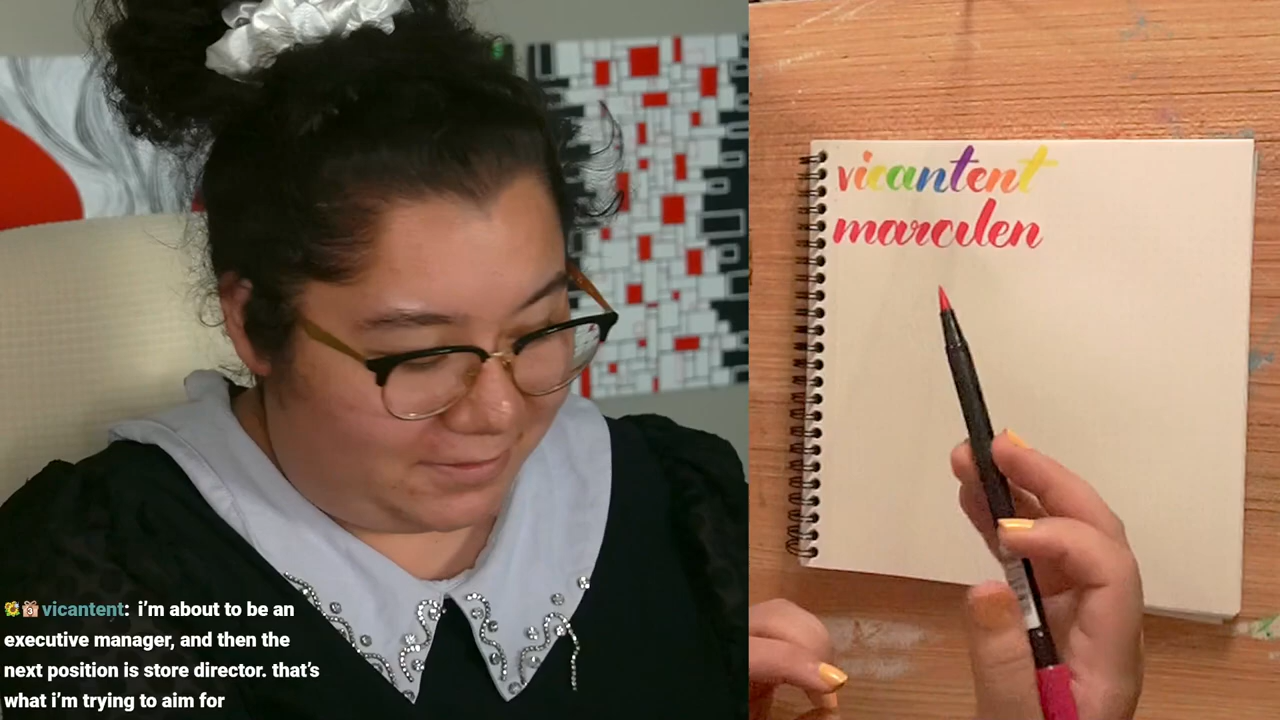 vicantent: i'm about to be an
executive manager, and then the
next position is store director. that's
what i'm trying to aim for
vicantent
marculen